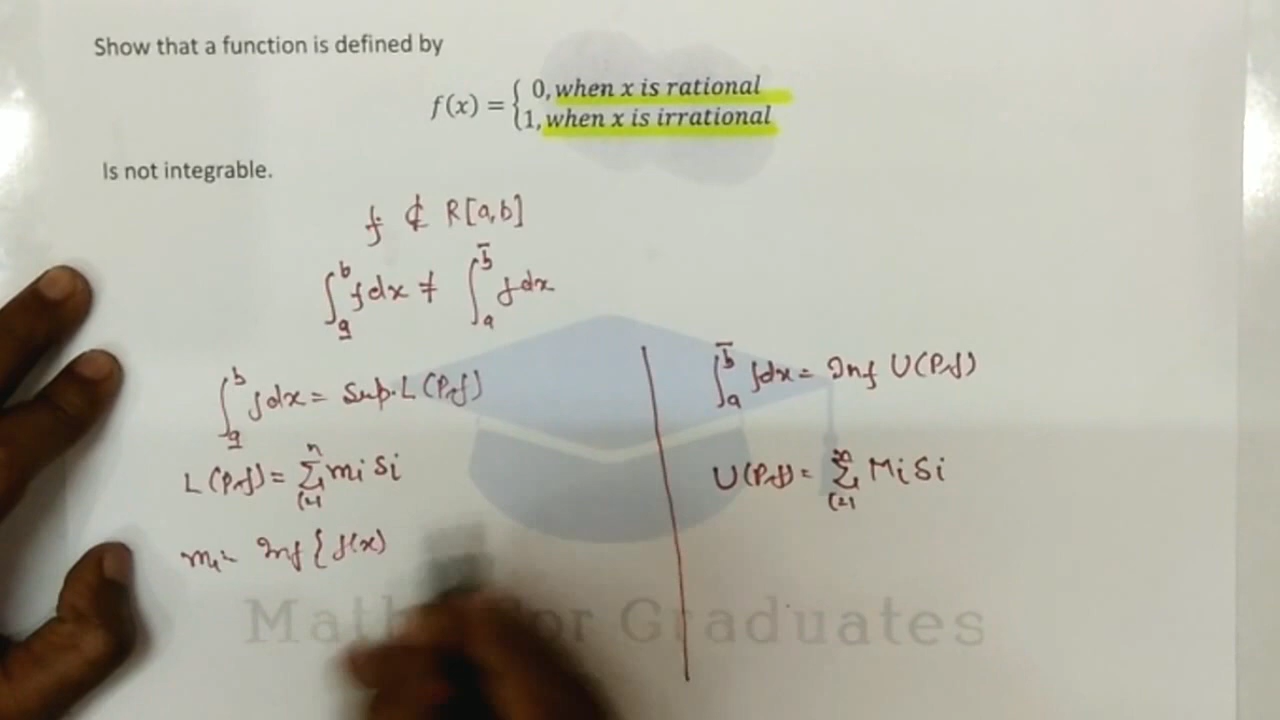 Show that a function is defined by
f(x) = { 0, when x is rational
1, when x is irrational
Is not integrable.
f ⊄ R[a,b]
∫_a^b f dx ≠ ∫_a^b̄ f dx
∫_a^b f dx = Sup. L(P,f)
L(P,f) = Σ_{i=1}^n mi δi
mi = Inf { f(x)
∫_a^b̄ f dx = Inf U(P,f)
U(P,f) = Σ_{i=1}^n Mi δi
Maths For Graduates